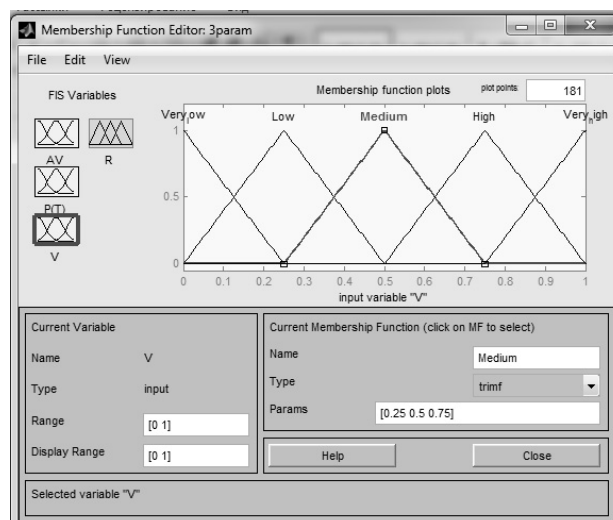 Membership Function Editor: 3param
File Edit View
FIS Variables
AV
R
P(T)
V
Membership function plots
plot points:
181
Very_low Low Medium High Very_high
1
0.5
0
0 0.1 0.2 0.3 0.4 0.5 0.6 0.7 0.8 0.9 1
input variable "V"
Current Variable
Name V
Type input
Range [0 1]
Display Range [0 1]
Current Membership Function (click on MF to select)
Name Medium
Type trimf
Params [0.25 0.5 0.75]
Help Close
Selected variable "V"